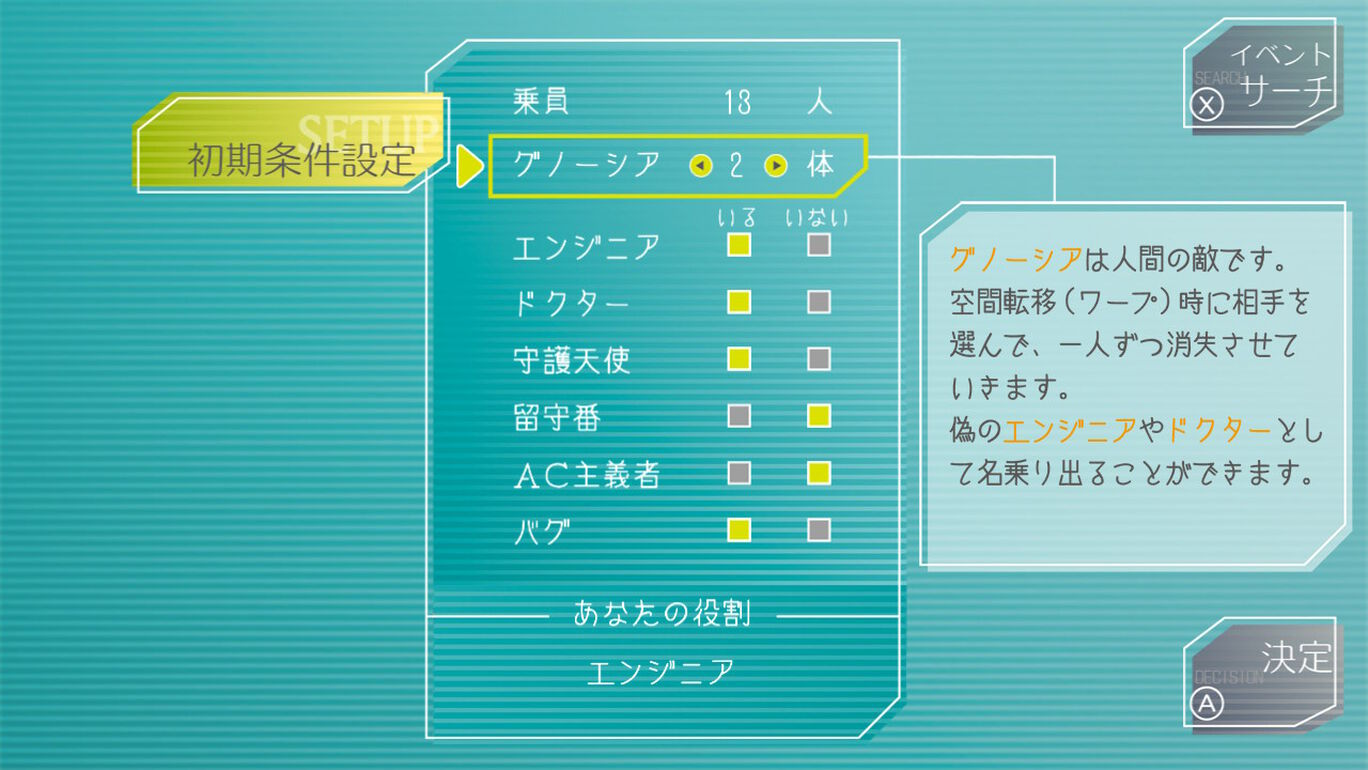 SETUP
初期条件設定
乗員 13 人
グノーシア 2 体
いる いない
エンジニア
ドクター
守護天使
留守番
AC主義者
バグ
あなたの役割
エンジニア
イベント
サーチ
SEARCH
X
グノーシアは人間の敵です。
空間転移(ワープ)時に相手を
選んで、一人ずつ消失させて
いきます。
偽のエンジニアやドクターとし
て名乗り出ることができます。
決定
DECISION
A